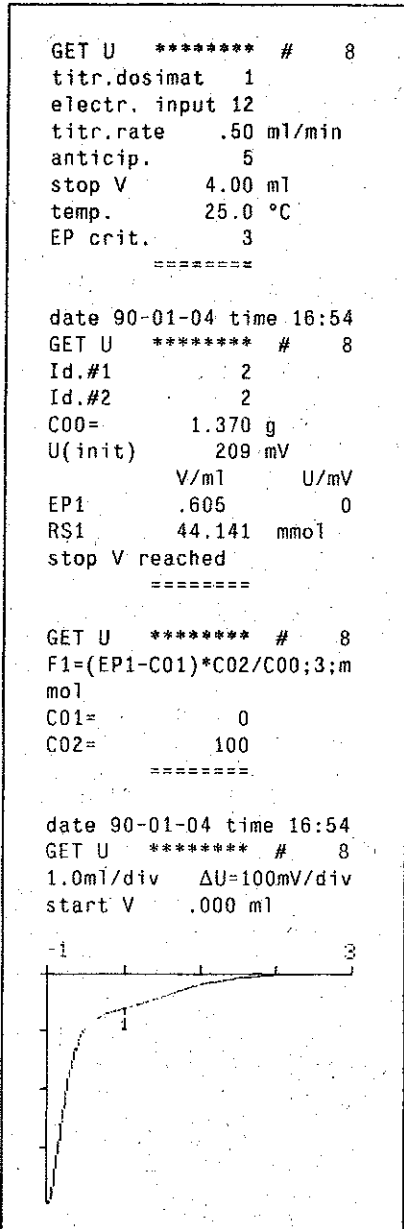 GET U ******** # 8
titr.dosimat 1
electr. input 12
titr.rate .50 ml/min
anticip. 5
stop V 4.00 ml
temp. 25.0 °C
EP crit. 3
========
date 90-01-04 time 16:54
GET U ******** # 8
Id.#1 2
Id.#2 2
C00= 1.370 g
U(init) 209 mV
V/ml U/mV
EP1 .605 0
RS1 44.141 mmol
stop V reached
========
GET U ******** # 8
F1=(EP1-C01)*C02/C00;3;m
mol
C01= 0
C02= 100
========
date 90-01-04 time 16:54
GET U ******** # 8
1.0ml/div ΔU=100mV/div
start V .000 ml
-1 3
1